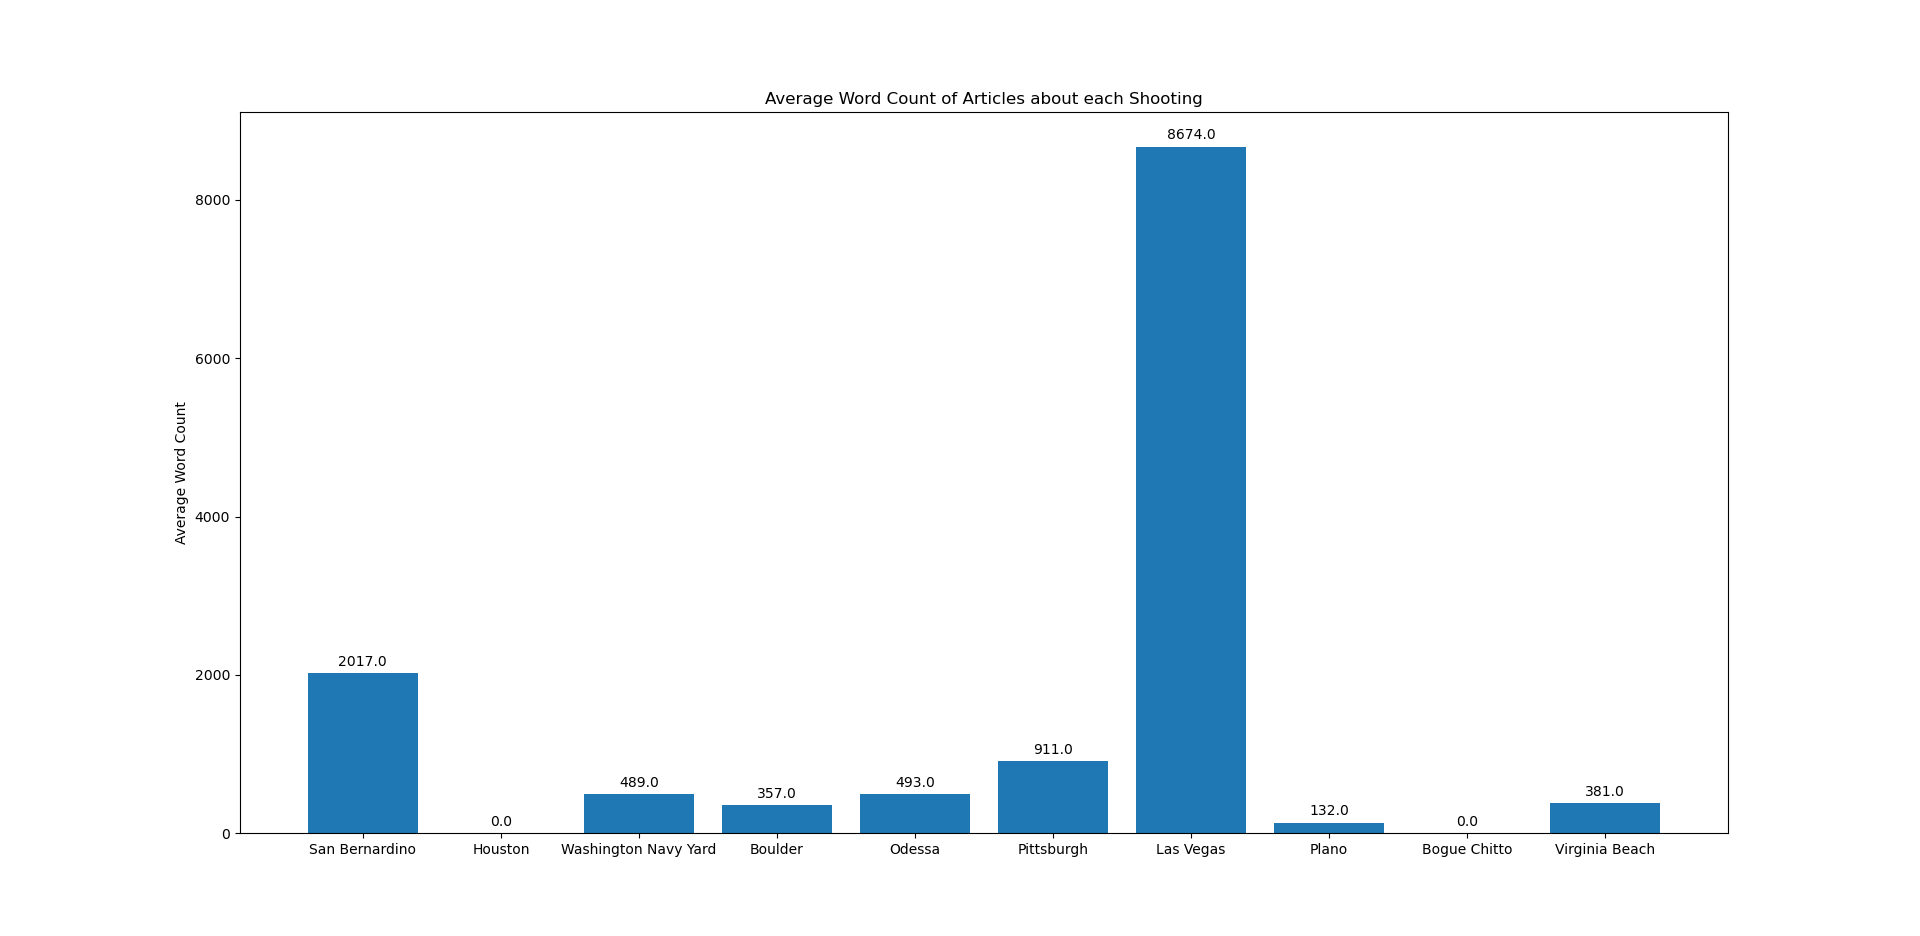 Average Word Count of Articles about each Shooting
8674.0
8000
6000
Average Word Count
4000
2017.0
2000
911.0
489.0
357.0
493.0
132.0
381.0
0.0
0.0
0
San Bernardino
Houston
Washington Navy Yard
Boulder
Odessa
Pittsburgh
Las Vegas
Plano
Bogue Chitto
Virginia Beach